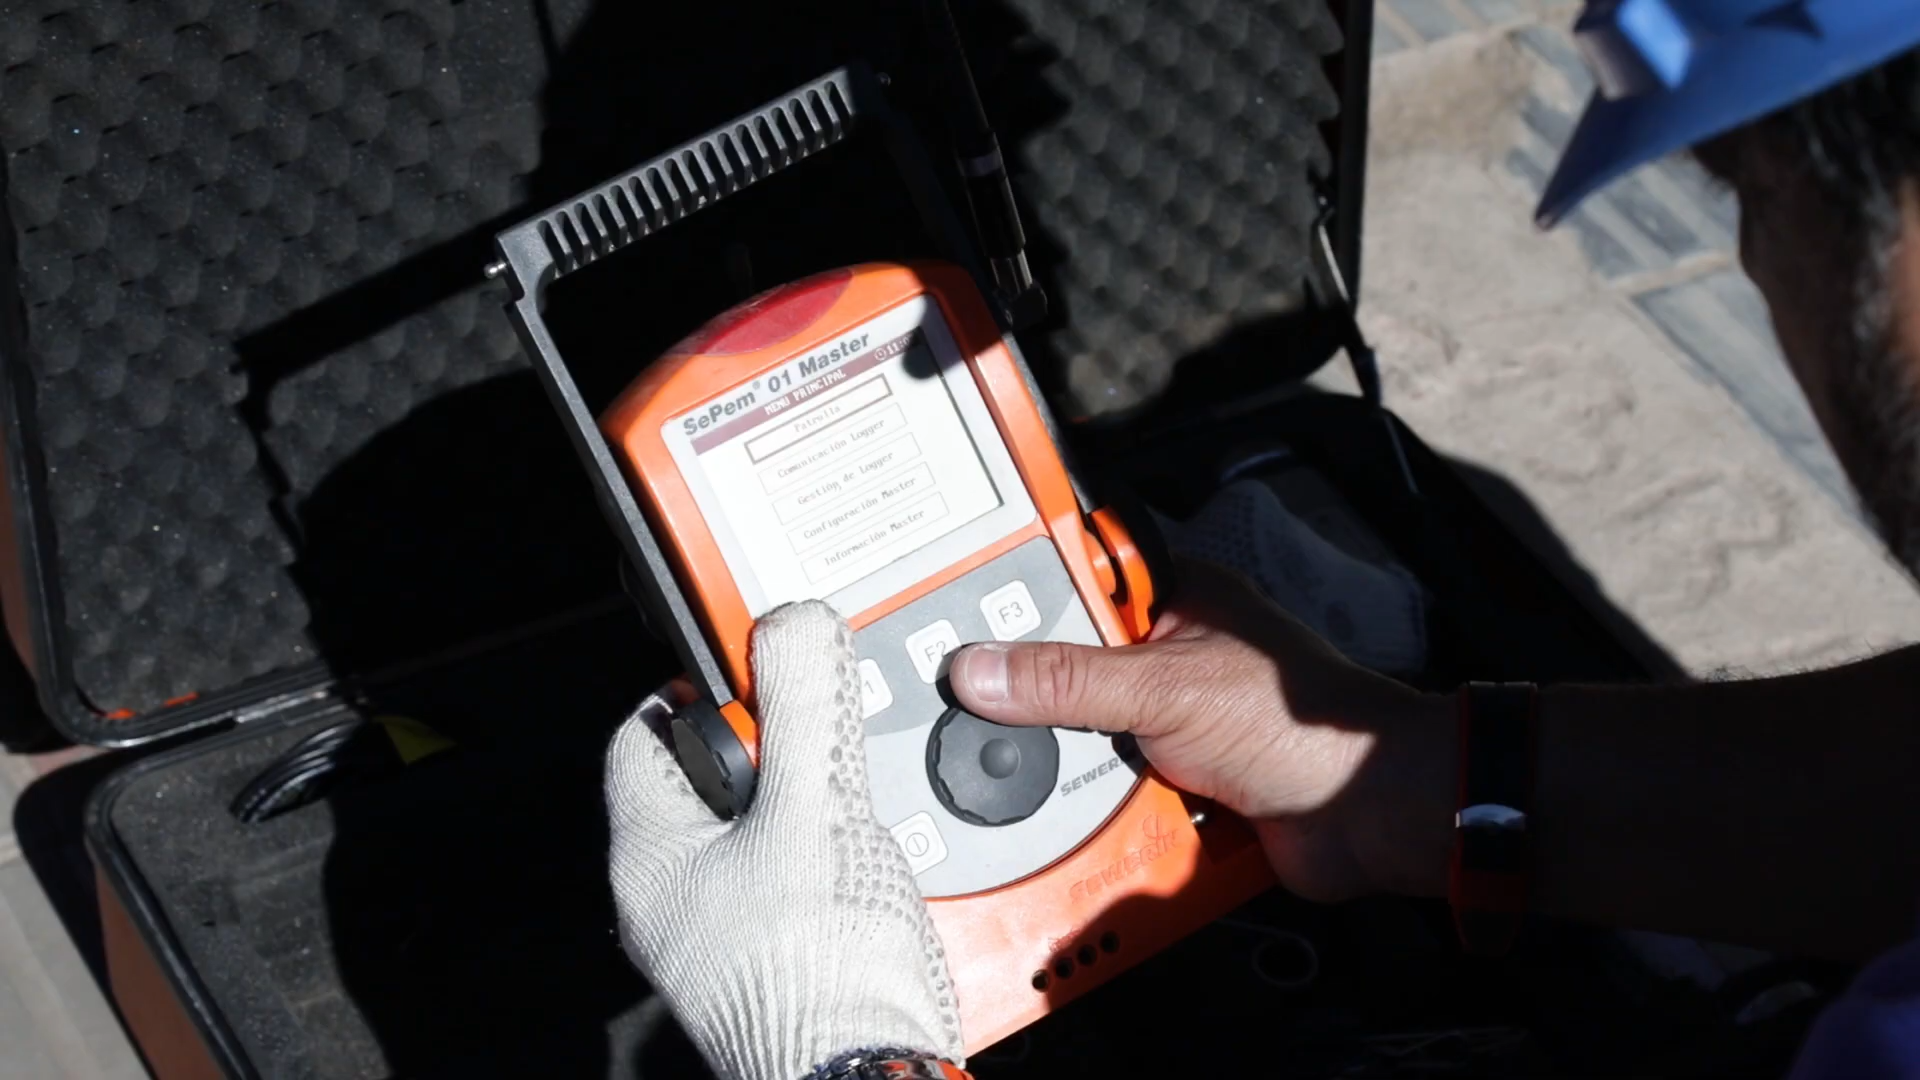 SePem® 01 Master
MENU PRINCIPAL
Patrulla
Comunicación Logger
Gestión de Logger
Configuración Master
Información Master
F2
F3
1
SEWER
SEWERIN